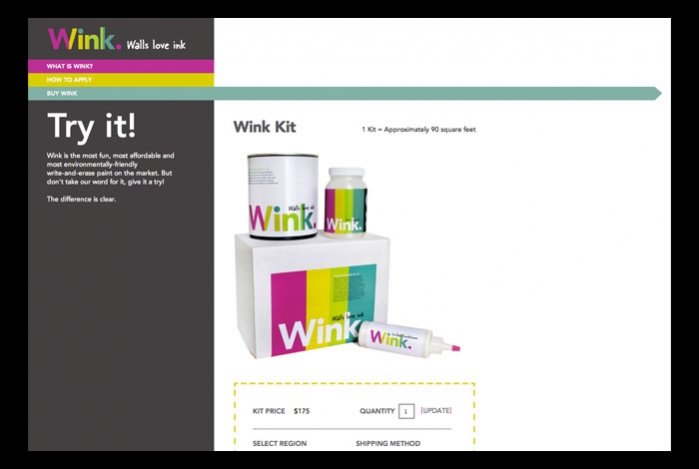 Wink. Walls love ink
WHAT IS WINK?
HOW TO APPLY
BUY WINK
Try it!
Wink is the most fun, most affordable and
most environmentally-friendly
write-and-erase paint on the market. But
don't take our word for it, give it a try!
The difference is clear.
Wink Kit
1 Kit = Approximately 90 square feet
Walls love ink
Wink.
Wink.
Walls love ink
Wink
Wink.
KIT PRICE $175
QUANTITY 1 [UPDATE]
SELECT REGION
SHIPPING METHOD